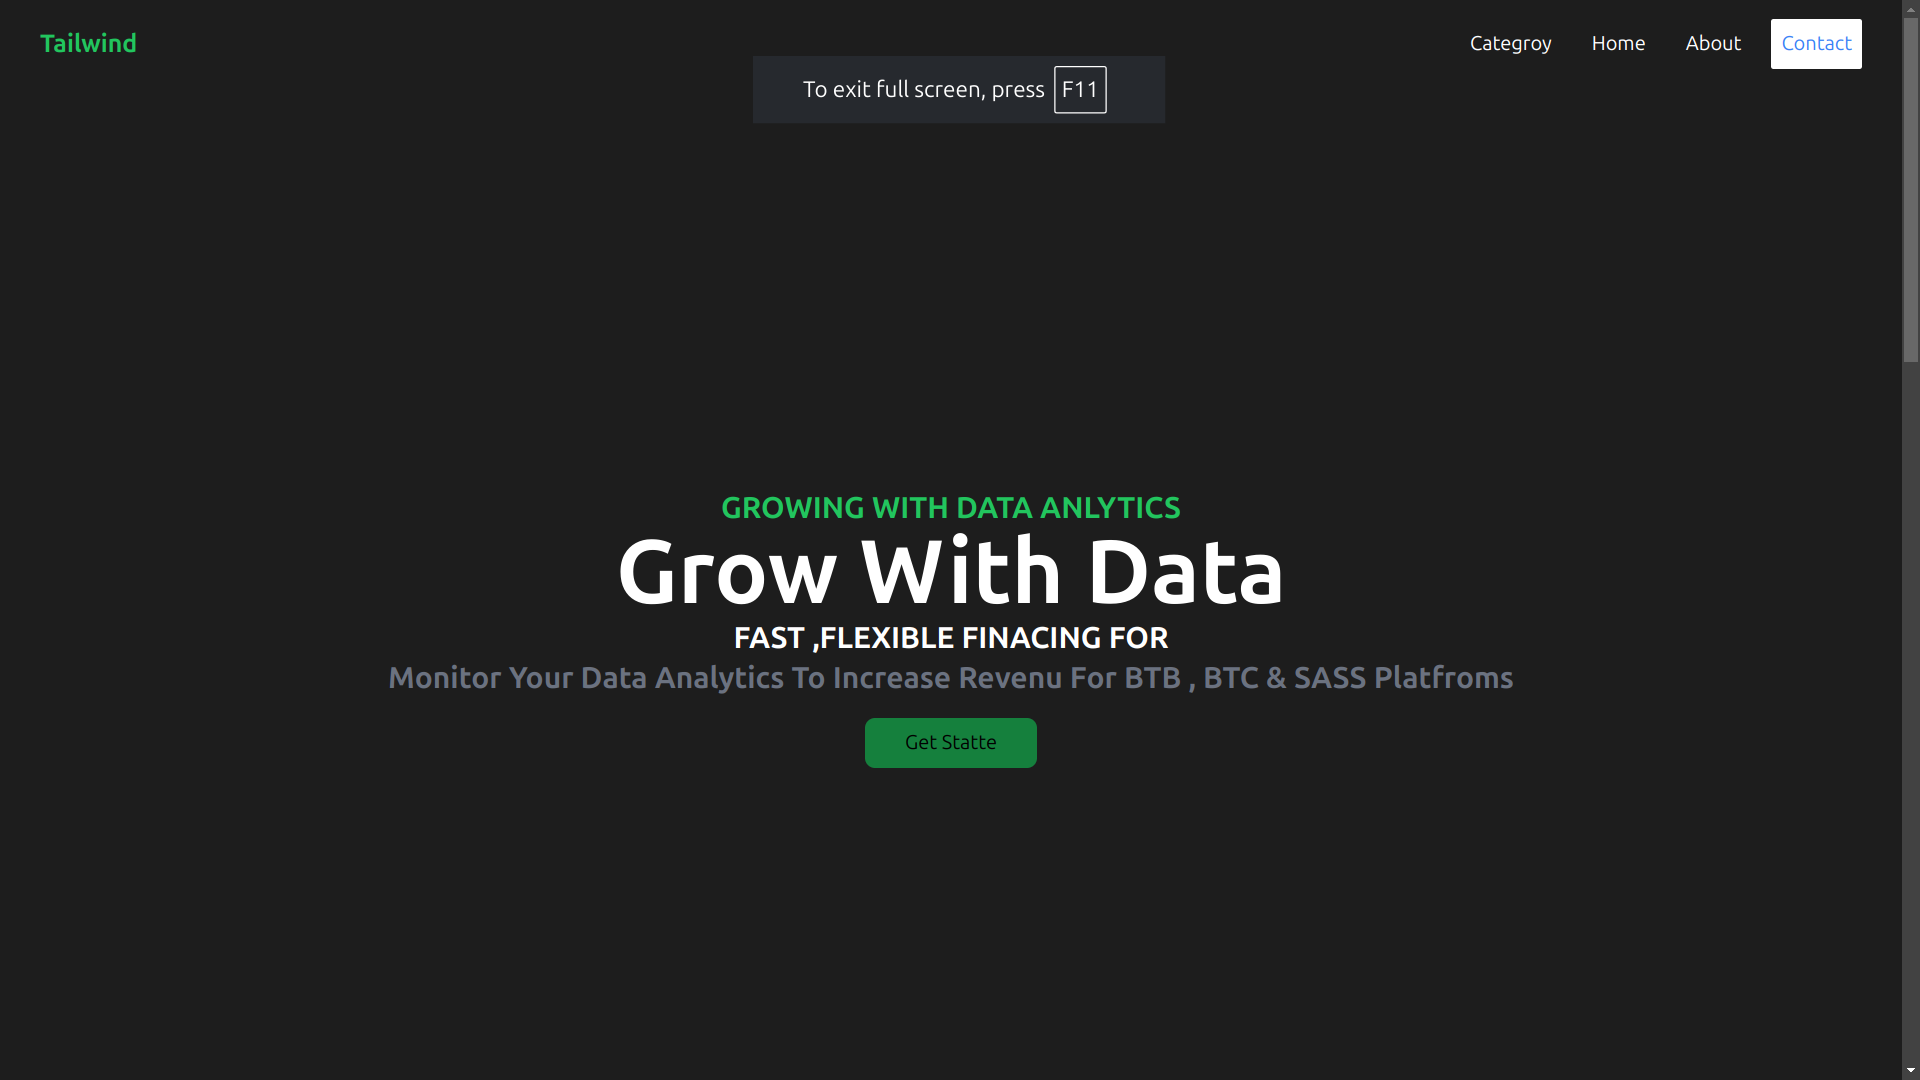 Tailwind
Categroy
Home
About
Contact
To exit full screen, press F11
GROWING WITH DATA ANLYTICS
Grow With Data
FAST ,FLEXIBLE FINACING FOR
Monitor Your Data Analytics To Increase Revenu For BTB , BTC & SASS Platfroms
Get Statte